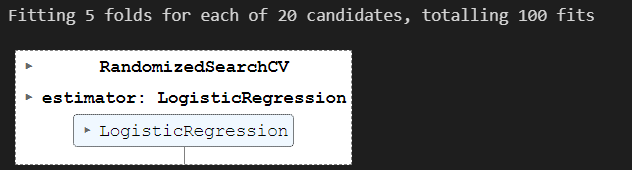 Fitting 5 folds for each of 20 candidates, totalling 100 fits
RandomizedSearchCV
estimator: LogisticRegression
LogisticRegression